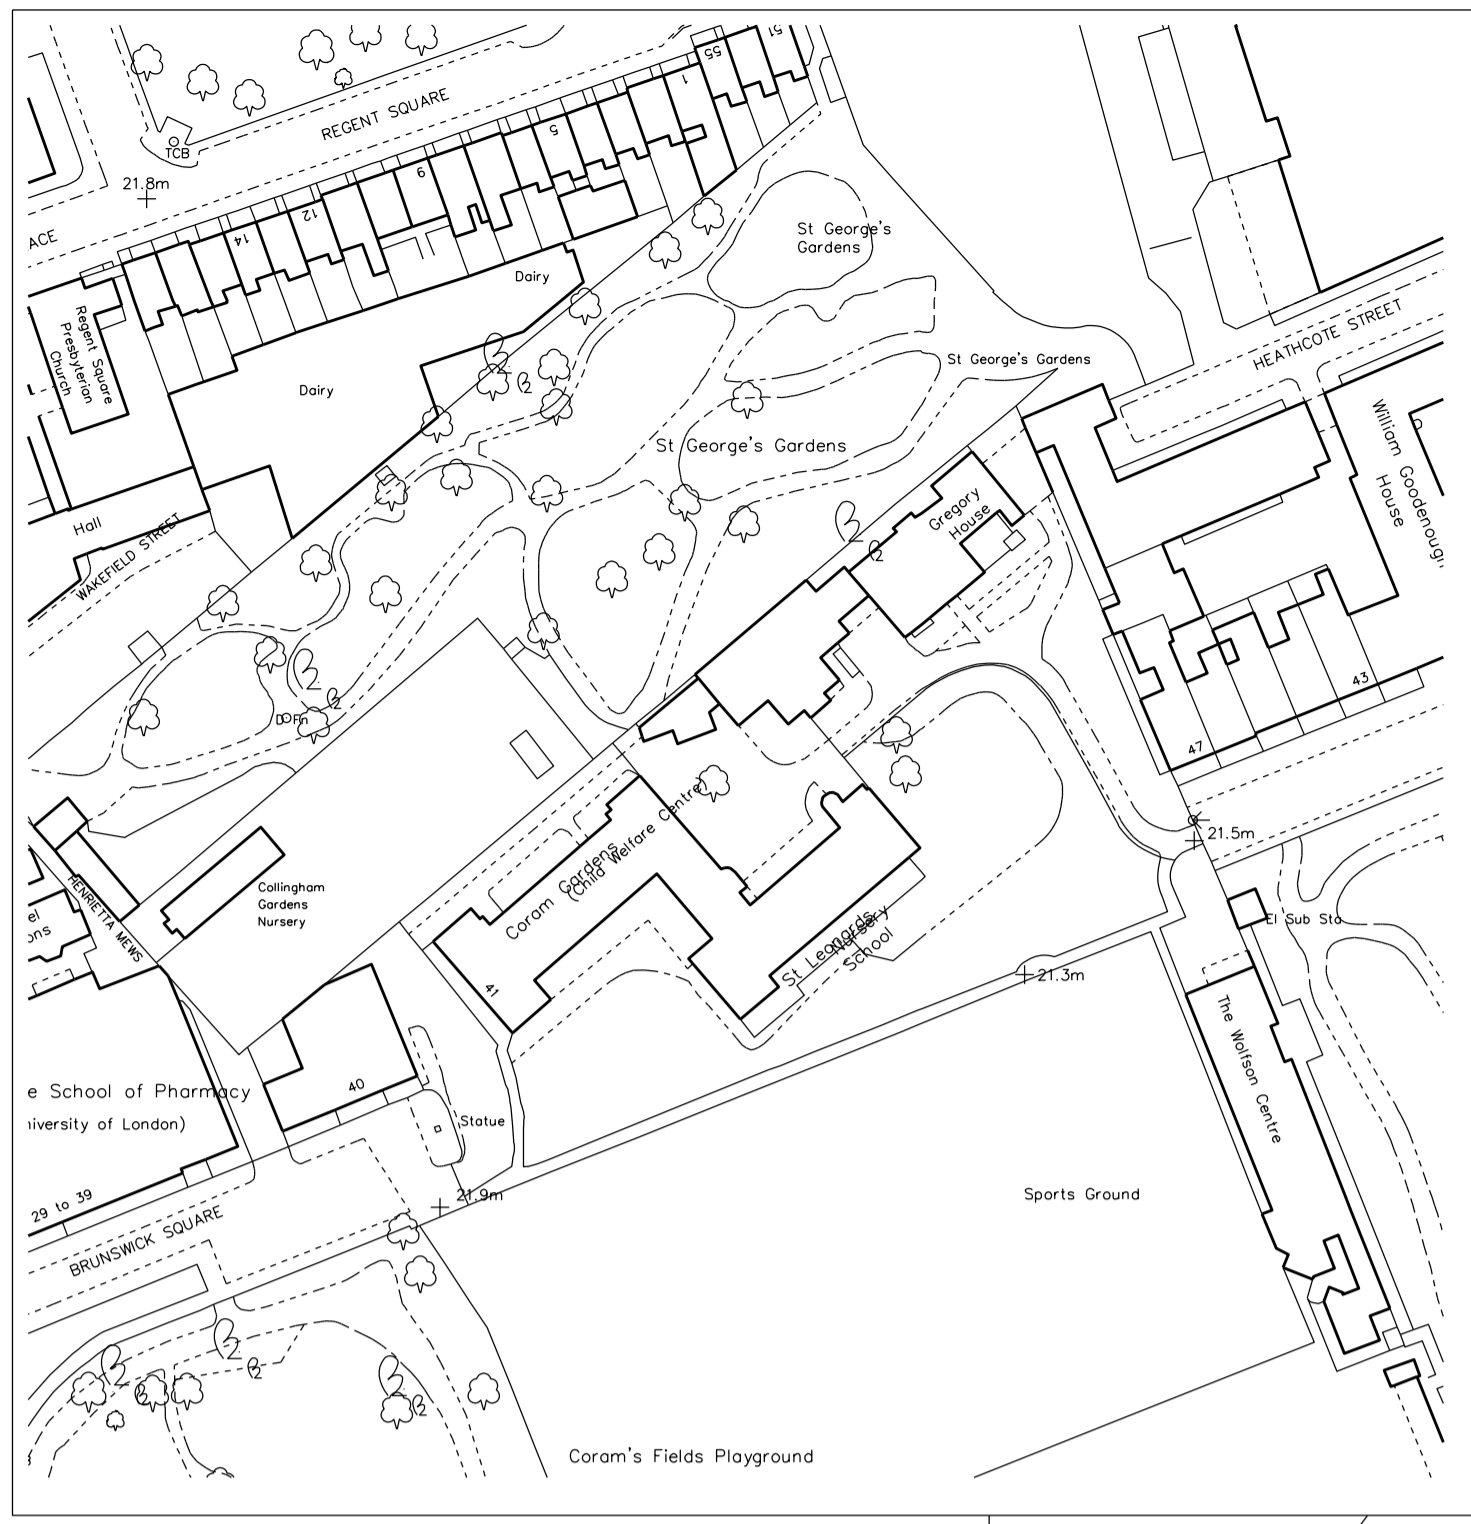 51
55
1
REGENT SQUARE
5
TCB
9
21.8m
12
14
ACE
St George's
Gardens
Dairy
Regent Square
Presbyterian
Church
HEATHCOTE STREET
St George's Gardens
Dairy
William Goodenough
House
St George's Gardens
Gregory
House
Hall
WAKEFIELD STREET
43
D Fn
47
21.5m
Coram Gardens
(Child Welfare Centre)
Collingham
Gardens
Nursery
HENRIETTA MEWS
el
ons
El Sub Sta
St Leonards
Nursery
School
41
21.3m
The Wolfson Centre
e School of Pharmacy
niversity of London)
40
Statue
29 to 39
21.9m
Sports Ground
BRUNSWICK SQUARE
Coram's Fields Playground